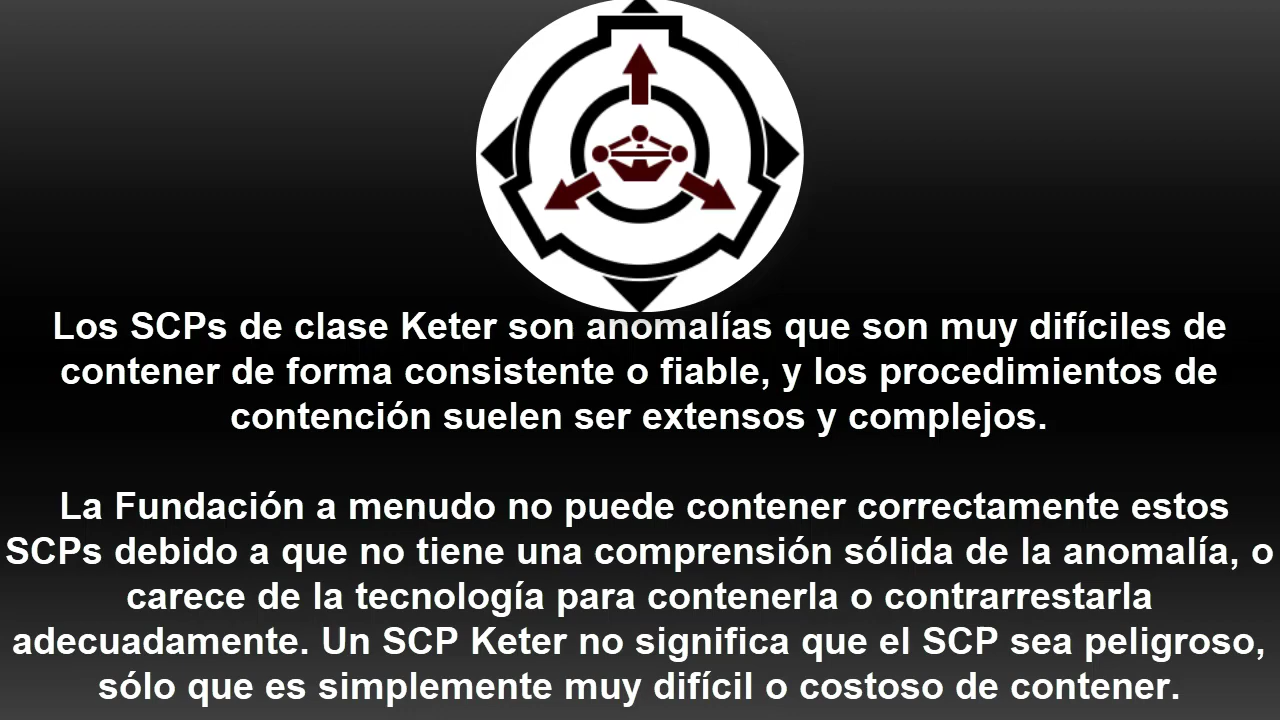 Los SCPs de clase Keter son anomalías que son muy difíciles de
contener de forma consistente o fiable, y los procedimientos de
contención suelen ser extensos y complejos.
La Fundación a menudo no puede contener correctamente estos
SCPs debido a que no tiene una comprensión sólida de la anomalía, o
carece de la tecnología para contenerla o contrarrestarla
adecuadamente. Un SCP Keter no significa que el SCP sea peligroso,
sólo que es simplemente muy difícil o costoso de contener.